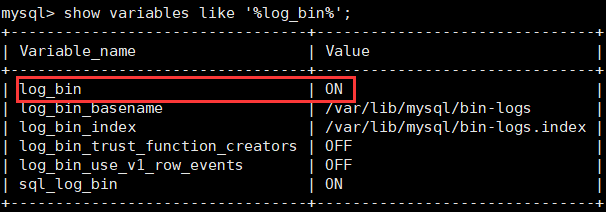 mysql> show variables like '%log_bin%';
+---------------------------------+-------------------------------+
| Variable_name | Value |
+---------------------------------+-------------------------------+
| log_bin | ON |
| log_bin_basename | /var/lib/mysql/bin-logs |
| log_bin_index | /var/lib/mysql/bin-logs.index |
| log_bin_trust_function_creators | OFF |
| log_bin_use_v1_row_events | OFF |
| sql_log_bin | ON |
+---------------------------------+-------------------------------+